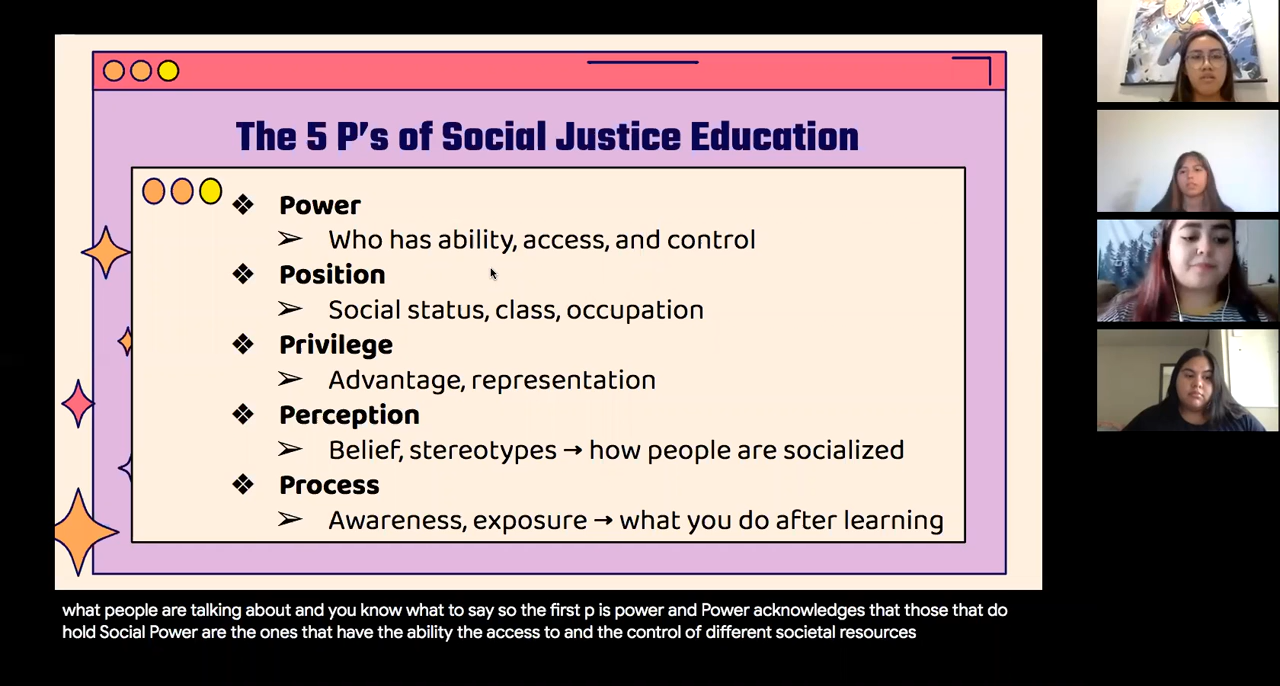 The 5 P's of Social Justice Education
❖ Power
➢ Who has ability, access, and control
❖ Position
➢ Social status, class, occupation
❖ Privilege
➢ Advantage, representation
❖ Perception
➢ Belief, stereotypes → how people are socialized
❖ Process
➢ Awareness, exposure → what you do after learning
what people are talking about and you know what to say so the first p is power and Power acknowledges that those that do
hold Social Power are the ones that have the ability the access to and the control of different societal resources